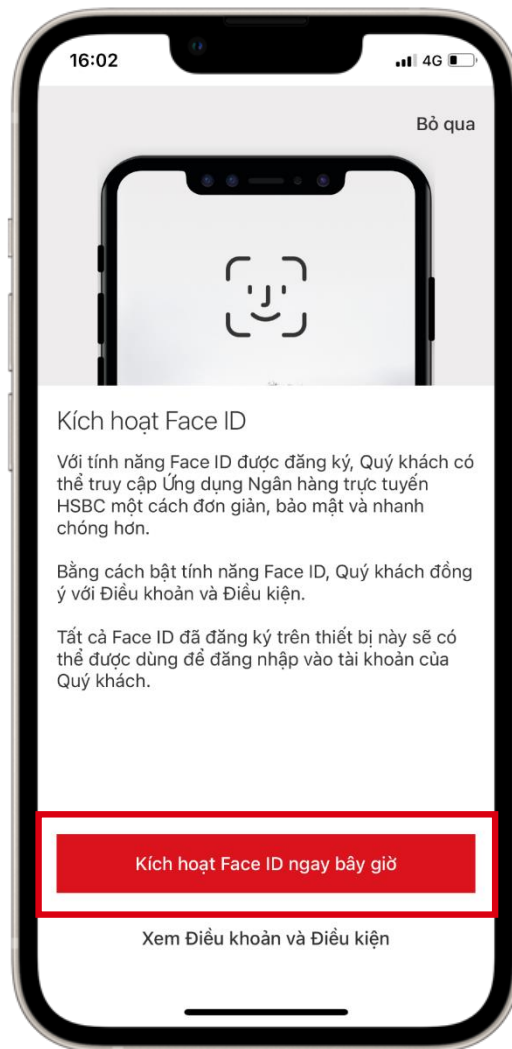 16:02
4G
Bỏ qua
Kích hoạt Face ID
Với tính năng Face ID được đăng ký, Quý khách có
thể truy cập Ứng dụng Ngân hàng trực tuyến
HSBC một cách đơn giản, bảo mật và nhanh
chóng hơn.
Bằng cách bật tính năng Face ID, Quý khách đồng
ý với Điều khoản và Điều kiện.
Tất cả Face ID đã đăng ký trên thiết bị này sẽ có
thể được dùng để đăng nhập vào tài khoản của
Quý khách.
Kích hoạt Face ID ngay bây giờ
Xem Điều khoản và Điều kiện